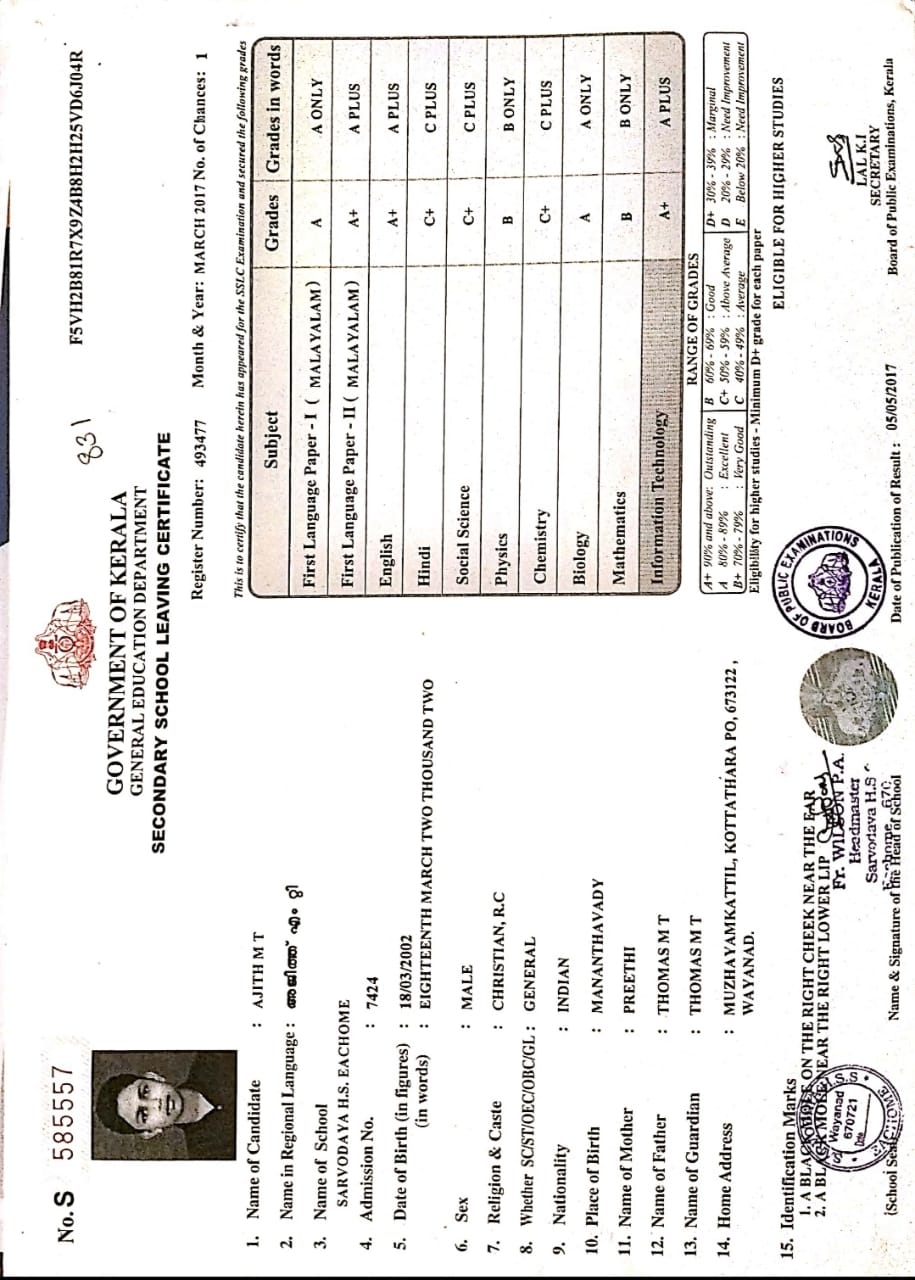 No. S 585557
F5VH2B81R7X9Z4B8H2H25VD6J04R
831
GOVERNMENT OF KERALA
GENERAL EDUCATION DEPARTMENT
SECONDARY SCHOOL LEAVING CERTIFICATE
1. Name of Candidate : AJITH M T
2. Name in Regional Language : അജിത്ത് എം റ്റി
3. Name of School
SARVODAYA H.S. EACHOME
4. Admission No. : 7424
5. Date of Birth (in figures) : 18/03/2002
(in words) : EIGHTEENTH MARCH TWO THOUSAND TWO
6. Sex : MALE
7. Religion & Caste : CHRISTIAN, R.C
8. Whether SC/ST/OEC/OBC/GL : GENERAL
9. Nationality : INDIAN
10. Place of Birth : MANANTHAVADY
11. Name of Mother : PREETHI
12. Name of Father : THOMAS M T
13. Name of Guardian : THOMAS M T
14. Home Address : MUZHAYAMKATTIL, KOTTATHARA PO, 673122 ,
WAYANAD.
15. Identification Marks
1. A BLACK MOLE ON THE RIGHT CHEEK NEAR THE EAR
2. A BLACK MOLE NEAR THE RIGHT LOWER LIP
Fr. WILSON P.A.
Headmaster
Sarvodava H.S
Wayanad
670721
(School Seal)
Name & Signature of the Head of School
Register Number: 493477 Month & Year: MARCH 2017 No. of Chances: 1
This is to certify that the candidate herein has appeared for the SSLC Examination and secured the following grades
Subject Grades Grades in words
First Language Paper - I ( MALAYALAM) A A ONLY
First Language Paper - II ( MALAYALAM) A+ A PLUS
English A+ A PLUS
Hindi C+ C PLUS
Social Science C+ C PLUS
Physics B B ONLY
Chemistry C+ C PLUS
Biology A A ONLY
Mathematics B B ONLY
Information Technology A+ A PLUS
RANGE OF GRADES
A+ 90% and above: Outstanding B 60% - 69% : Good D+ 30% - 39% : Marginal
A 80% - 89% : Excellent C+ 50% - 59% : Above Average D 20% - 29% : Need Improvement
B+ 70% - 79% : Very Good C 40% - 49% : Average E Below 20% : Need Improvement
Eligibility for higher studies - Minimum D+ grade for each paper
ELIGIBLE FOR HIGHER STUDIES
BOARD OF PUBLIC EXAMINATIONS
KERALA
LAL K.I
SECRETARY
Date of Publication of Result : 05/05/2017
Board of Public Examinations, Kerala